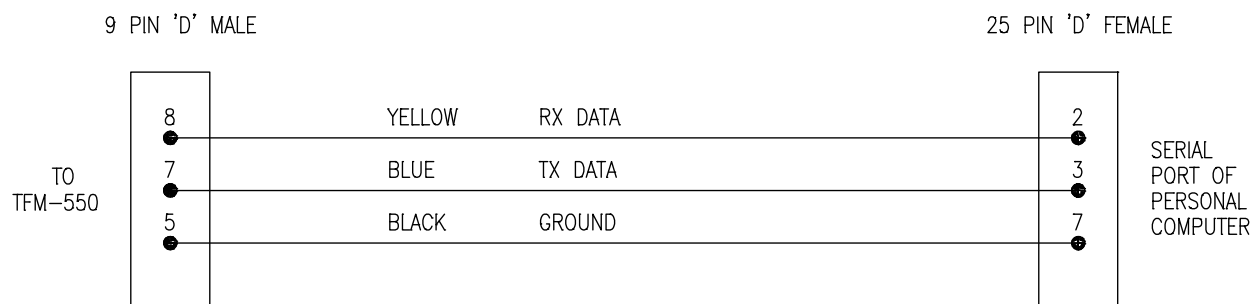 9 PIN 'D' MALE
25 PIN 'D' FEMALE
8 YELLOW RX DATA 2
7 BLUE TX DATA 3
5 BLACK GROUND 7
TO
TFM-550
SERIAL
PORT OF
PERSONAL
COMPUTER